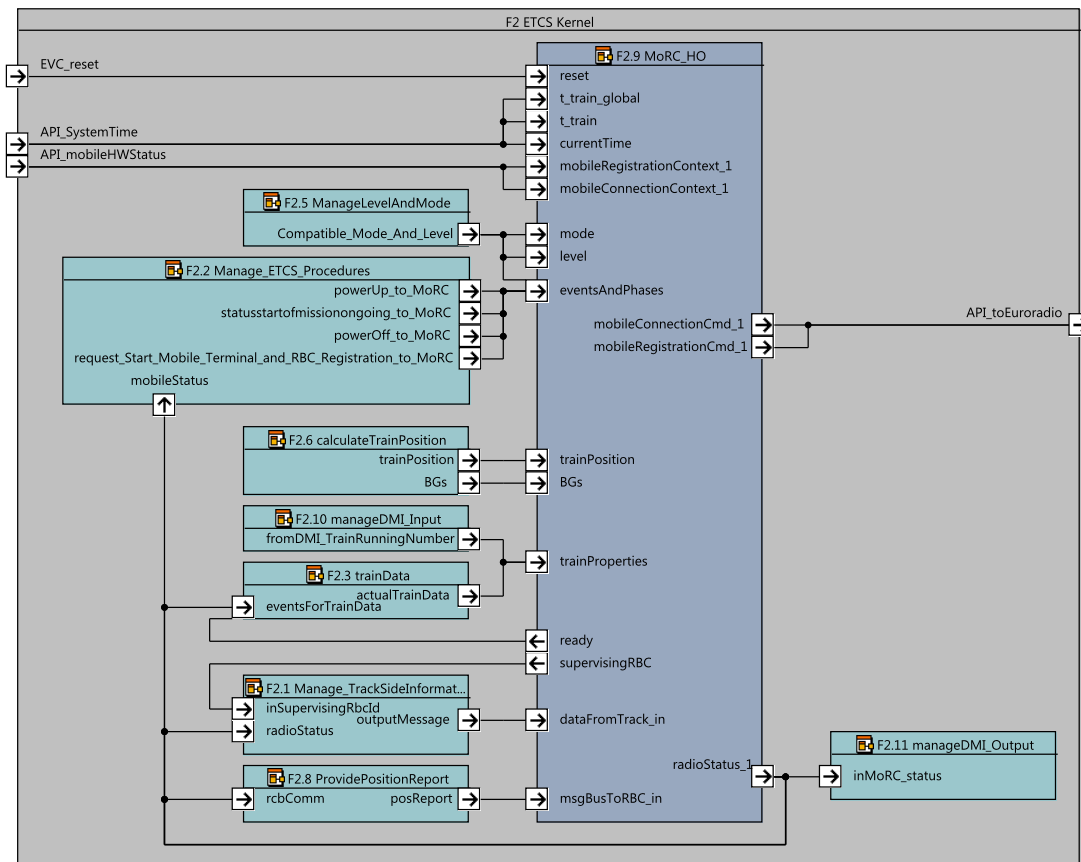 F2 ETCS Kernel
F2.9 MoRC_HO
EVC_reset
reset
t_train_global
API_SystemTime
t_train
currentTime
API_mobileHWStatus
mobileRegistrationContext_1
mobileConnectionContext_1
F2.5 ManageLevelAndMode
Compatible_Mode_And_Level
mode
level
F2.2 Manage_ETCS_Procedures
powerUp_to_MoRC
eventsAndPhases
statusstartofmissionongoing_to_MoRC
powerOff_to_MoRC
request_Start_Mobile_Terminal_and_RBC_Registration_to_MoRC
mobileStatus
mobileConnectionCmd_1
mobileRegistrationCmd_1
API_toEuroradio
F2.6 calculateTrainPosition
trainPosition
trainPosition
BGs
BGs
F2.10 manageDMI_Input
fromDMI_TrainRunningNumber
trainProperties
F2.3 trainData
actualTrainData
eventsForTrainData
ready
supervisingRBC
F2.1 Manage_TrackSideInformat...
inSupervisingRbcId
outputMessage
dataFromTrack_in
radioStatus
radioStatus_1
F2.11 manageDMI_Output
inMoRC_status
F2.8 ProvidePositionReport
rcbComm
posReport
msgBusToRBC_in